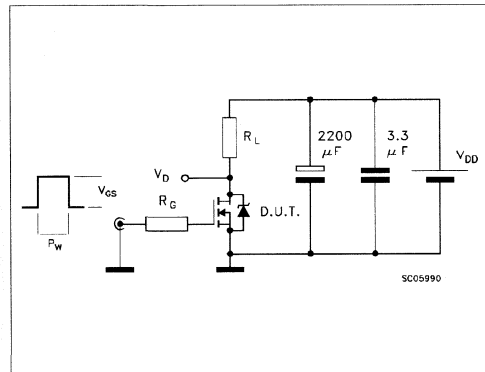 2200
μF
3.3
μF
R_L
V_DD
V_D
V_GS
R_G
D.U.T.
P_W
SC05990